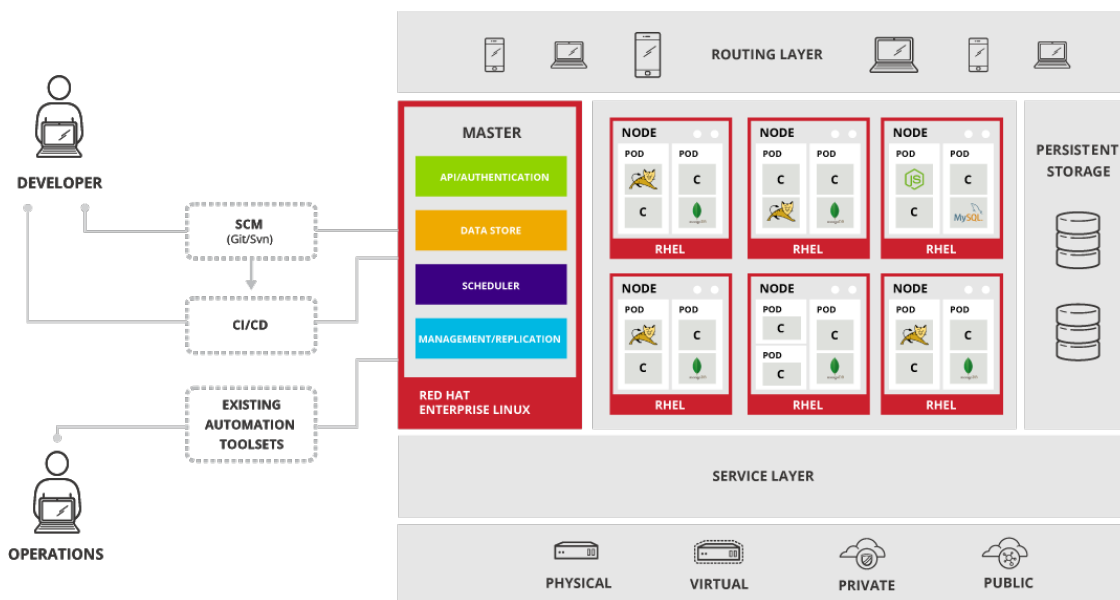 ROUTING LAYER
DEVELOPER
SCM
(Git/Svn)
CI/CD
EXISTING
AUTOMATION
TOOLSETS
OPERATIONS
MASTER
API/AUTHENTICATION
DATA STORE
SCHEDULER
MANAGEMENT/REPLICATION
RED HAT
ENTERPRISE LINUX
NODE
POD
POD
C
C
RHEL
NODE
POD
POD
C
C
RHEL
NODE
POD
POD
JS
C
C
MySQL
RHEL
NODE
POD
POD
C
C
RHEL
NODE
POD
C
POD
C
POD
C
RHEL
NODE
POD
POD
C
C
RHEL
PERSISTENT
STORAGE
SERVICE LAYER
PHYSICAL
VIRTUAL
PRIVATE
PUBLIC